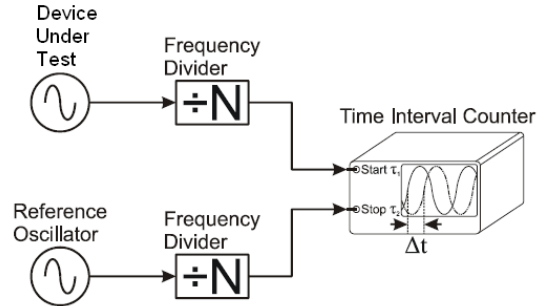 Device
Under
Test
Frequency
Divider
÷N
Time Interval Counter
Start τ₁
Stop τ₂
Δt
Reference
Oscillator
Frequency
Divider
÷N